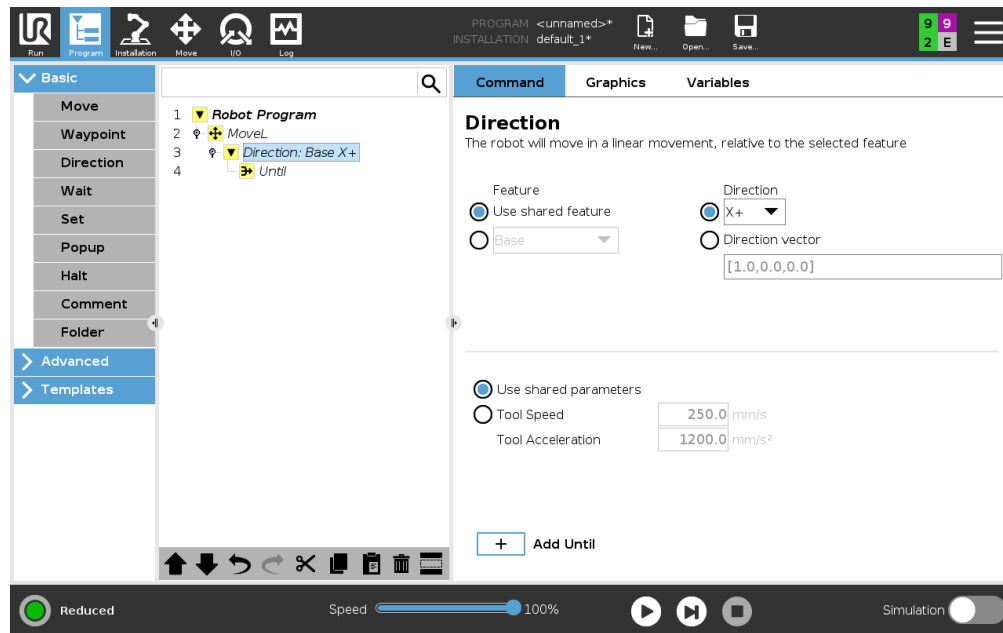 UR
PROGRAM <unnamed>*
INSTALLATION default_1*
Run Program Installation Move I/O Log New... Open... Save...
9 9
2 E
Basic
Move
Waypoint
Direction
Wait
Set
Popup
Halt
Comment
Folder
Advanced
Templates
1 Robot Program
2 MoveL
3 Direction: Base X+
4 Until
Command Graphics Variables
Direction
The robot will move in a linear movement, relative to the selected feature
Feature Direction
Use shared feature X+
Base Direction vector
[1.0,0.0,0.0]
Use shared parameters
Tool Speed 250.0 mm/s
Tool Acceleration 1200.0 mm/s²
+ Add Until
Reduced Speed 100% Simulation